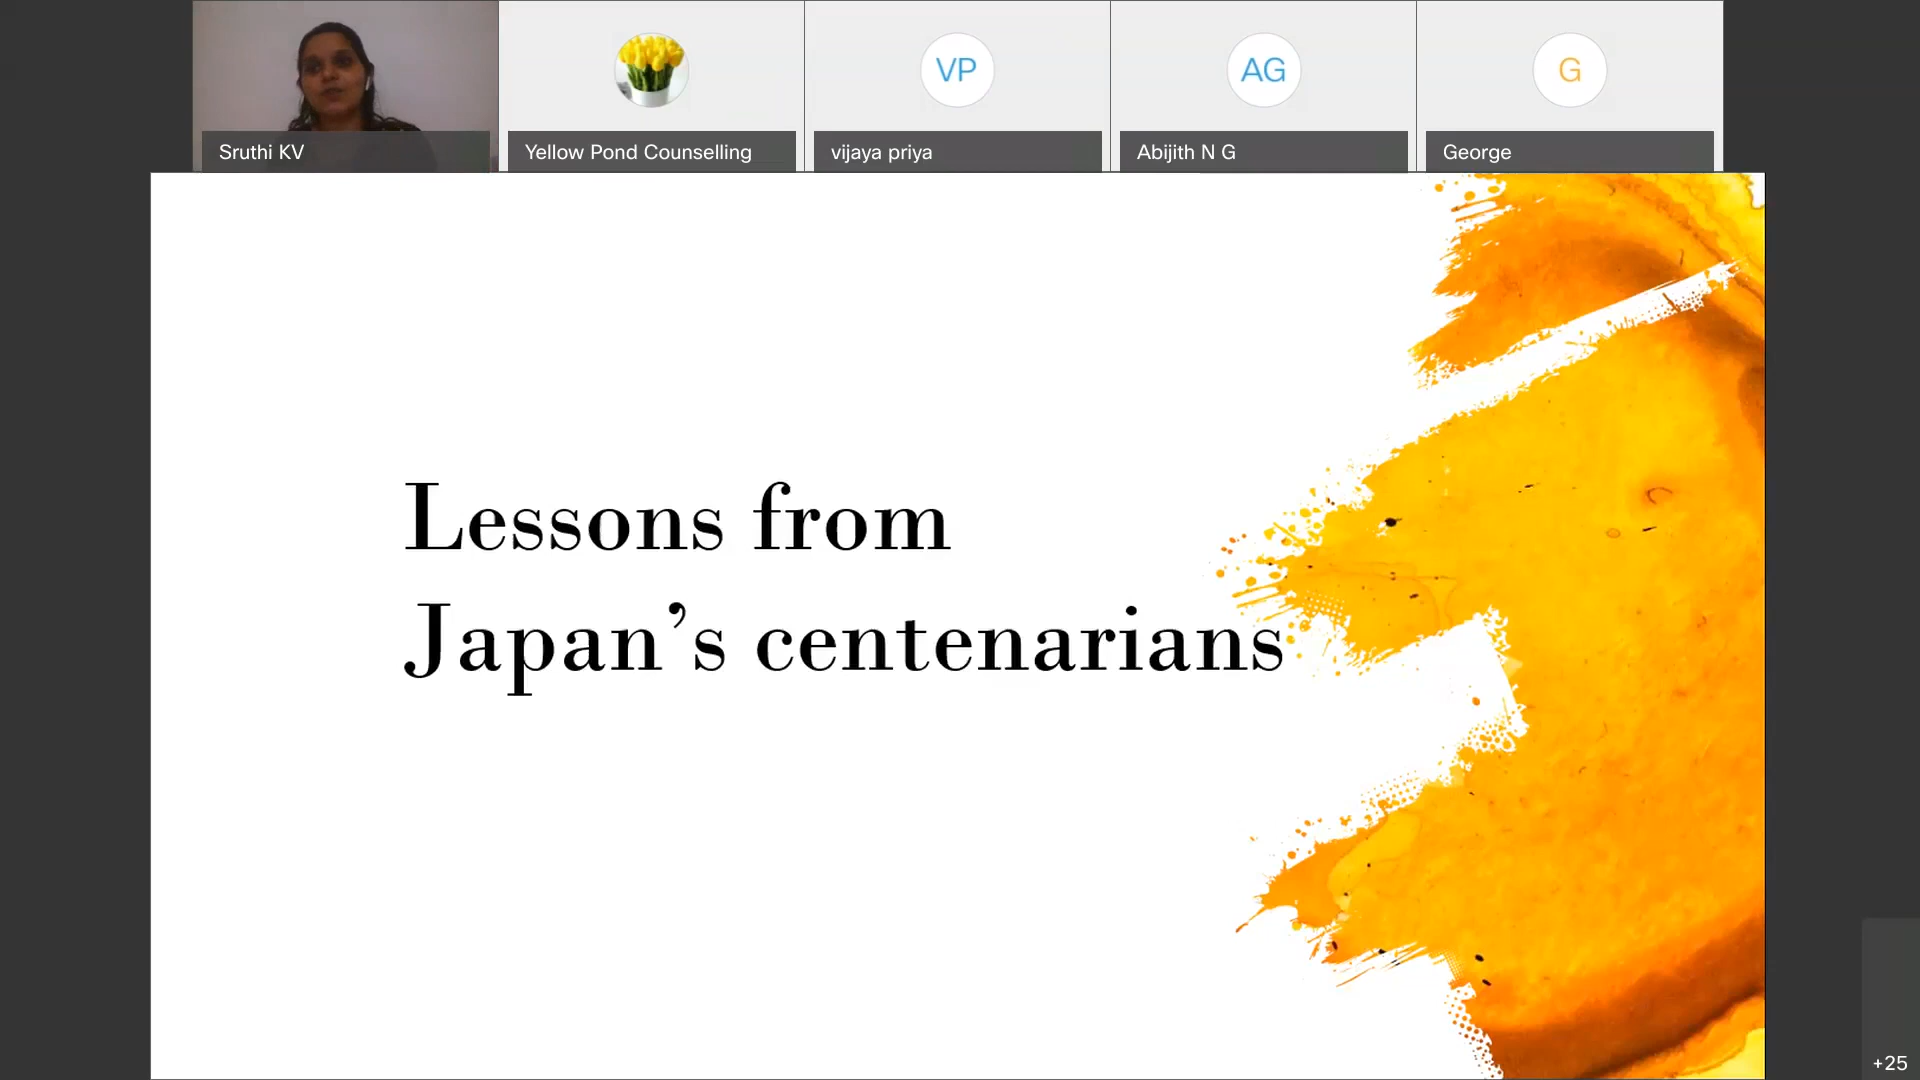 Sruthi KV
Yellow Pond Counselling
VP
vijaya priya
AG
Abijith N G
G
George
Lessons from
Japan’s centenarians
+25